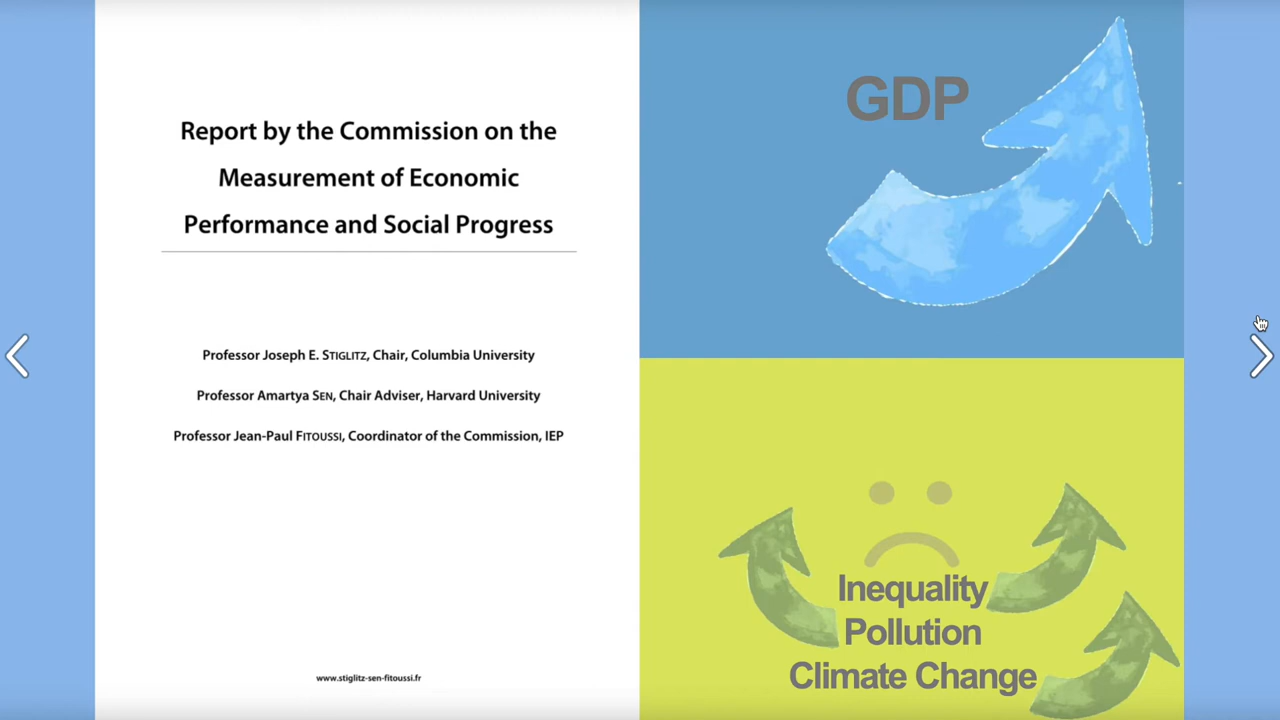 Report by the Commission on the
Measurement of Economic
Performance and Social Progress
Professor Joseph E. STIGLITZ, Chair, Columbia University
Professor Amartya SEN, Chair Adviser, Harvard University
Professor Jean-Paul FITOUSSI, Coordinator of the Commission, IEP
www.stiglitz-sen-fitoussi.fr
GDP
Inequality
Pollution
Climate Change